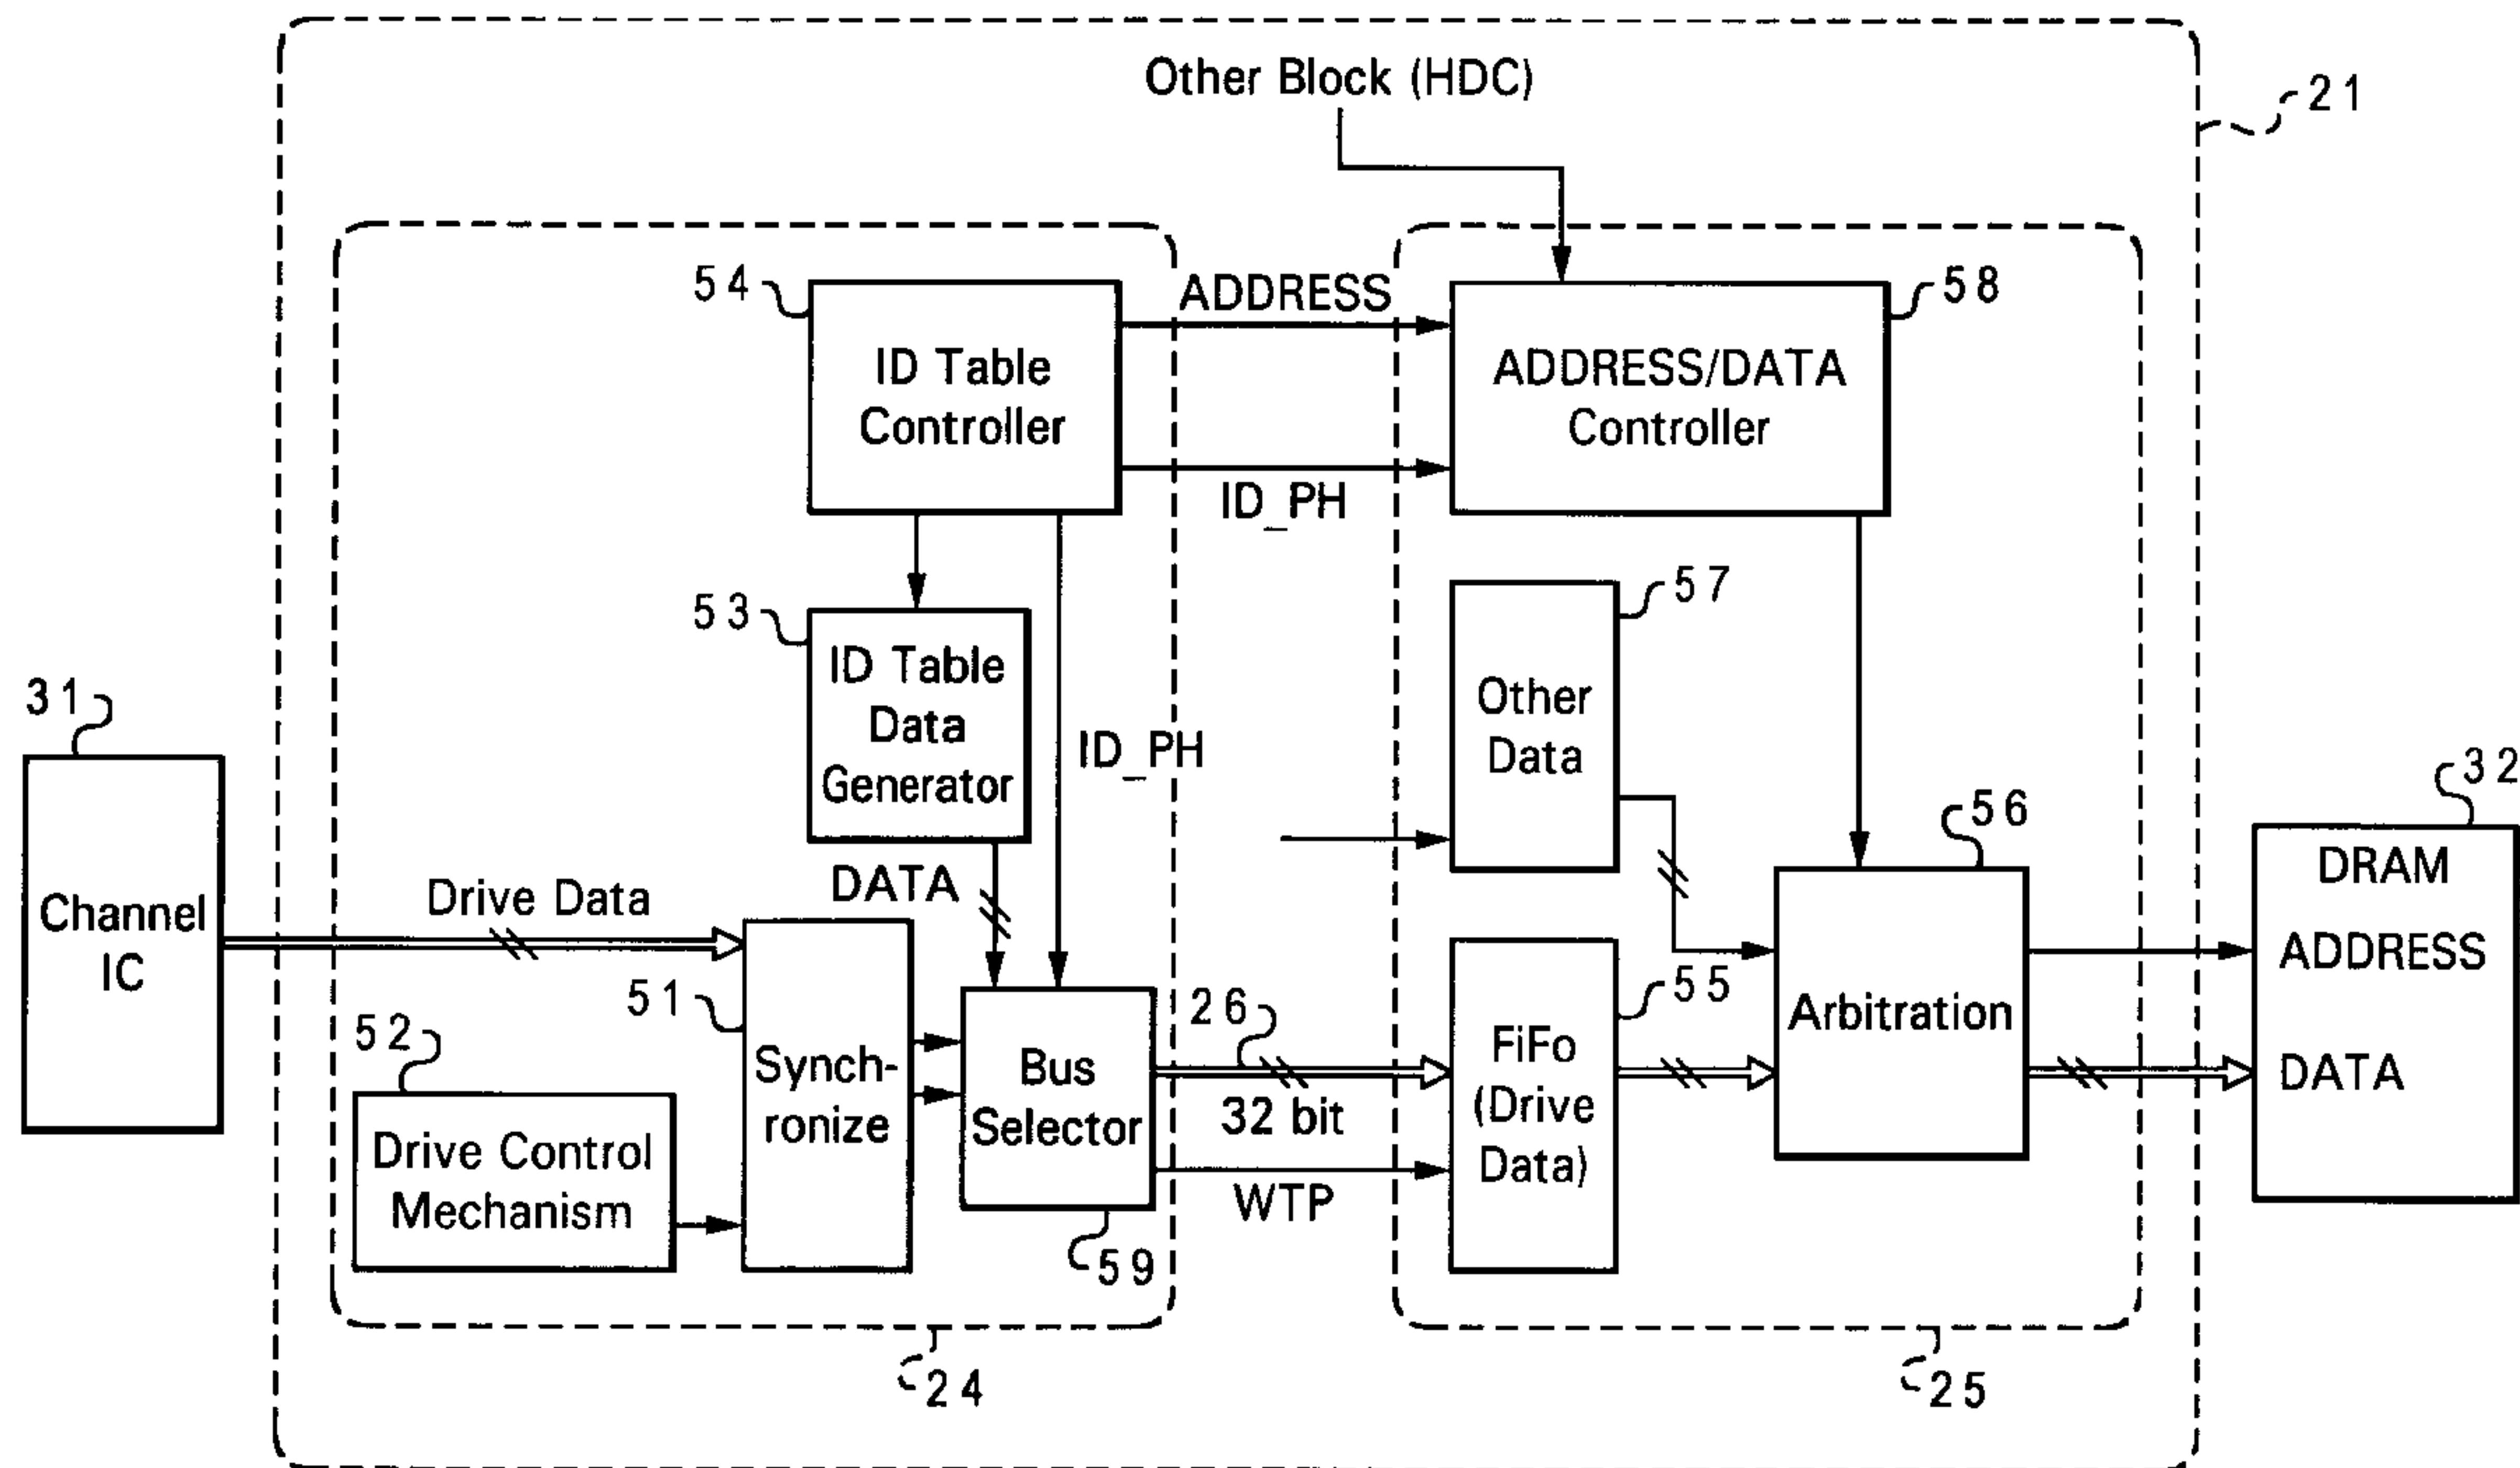 Other Block (HDC)
21
54
ID Table
Controller
ADDRESS
ID_PH
58
ADDRESS/DATA
Controller
53
ID Table
Data
Generator
ID_PH
57
Other
Data
31
Channel
IC
Drive Data
DATA
51
Synch-
ronize
52
Drive Control
Mechanism
Bus
Selector
59
26
32 bit
WTP
55
FiFo
(Drive
Data)
56
Arbitration
32
DRAM
ADDRESS
DATA
24
25